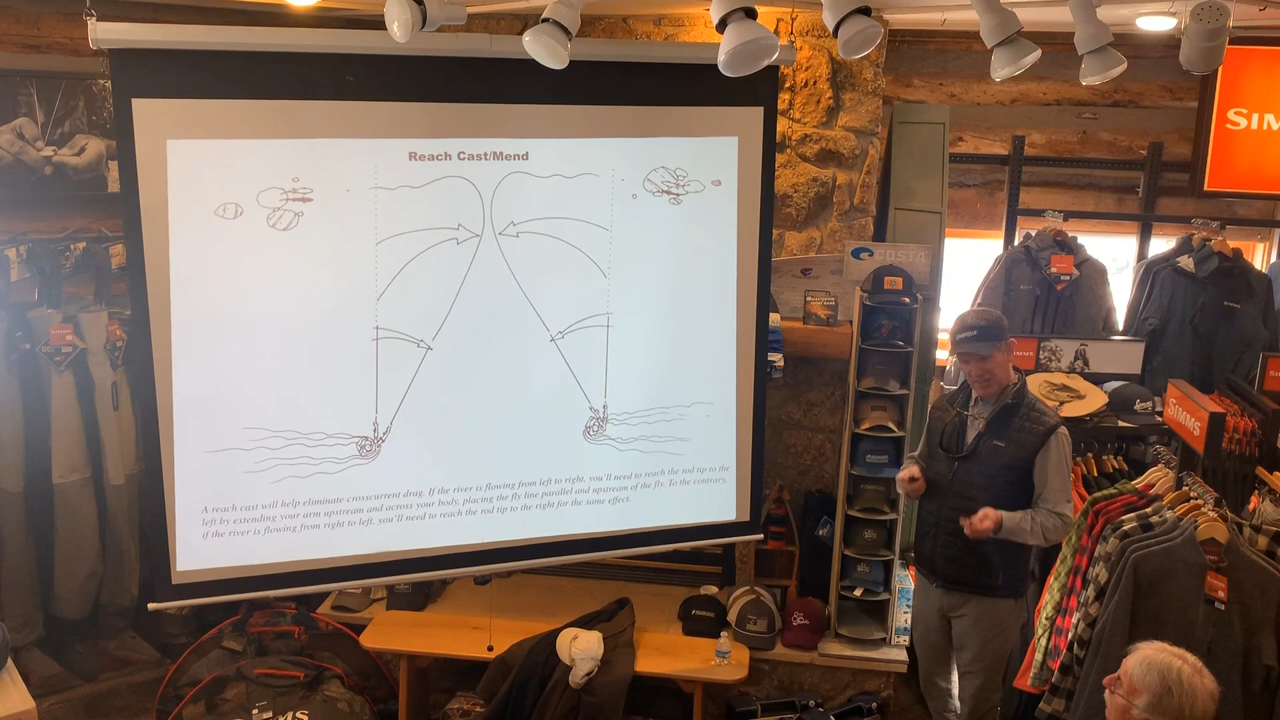 Reach Cast/Mend
A reach cast will help eliminate crosscurrent drag. If the river is flowing from left to right, you'll need to reach the rod tip to the
left by extending your arm upstream and across your body, placing the fly line parallel and upstream of the fly. To the contrary,
if the river is flowing from right to left, you'll need to reach the rod tip to the right for the same effect.
SIMMS
COSTA
SIMMS
SIMMS